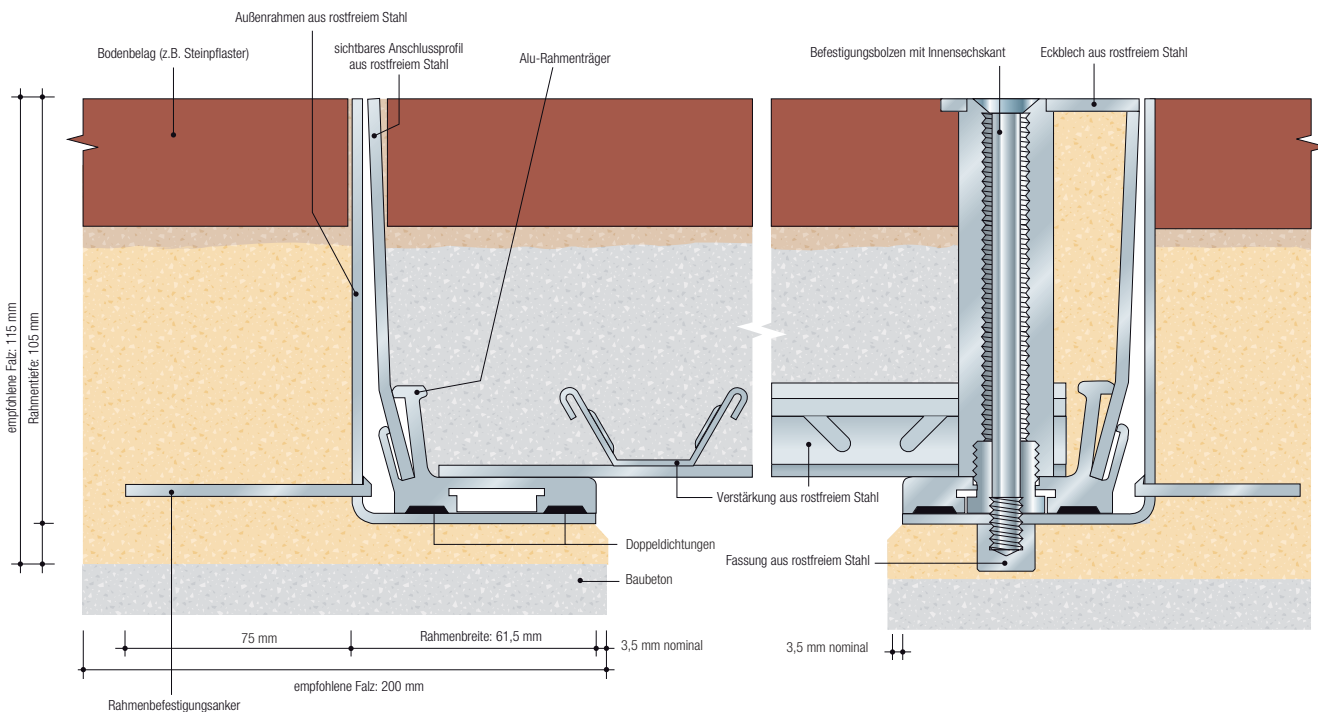 Außenrahmen aus rostfreiem Stahl
Bodenbelag (z.B. Steinpflaster)
sichtbares Anschlussprofil
aus rostfreiem Stahl
Alu-Rahmenträger
Befestigungsbolzen mit Innensechskant
Eckblech aus rostfreiem Stahl
empfohlene Falz: 115 mm
Rahmentiefe: 105 mm
Verstärkung aus rostfreiem Stahl
Doppeldichtungen
Fassung aus rostfreiem Stahl
Baubeton
75 mm
Rahmenbreite: 61,5 mm
3,5 mm nominal
3,5 mm nominal
empfohlene Falz: 200 mm
Rahmenbefestigungsanker